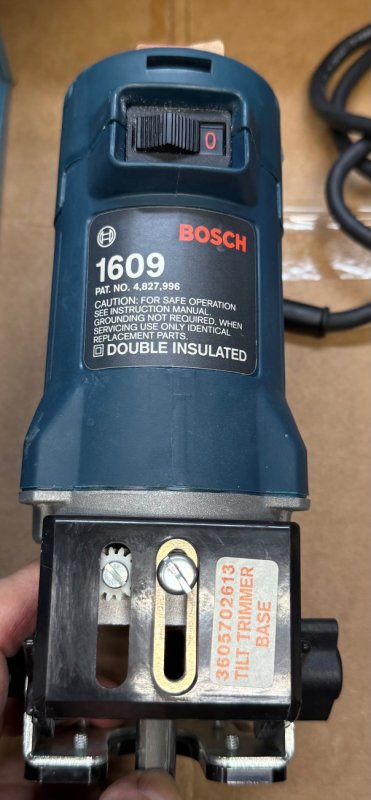 0
BOSCH
1609
PAT. NO. 4,827,996
CAUTION: FOR SAFE OPERATION
SEE INSTRUCTION MANUAL.
GROUNDING NOT REQUIRED. WHEN
SERVICING USE ONLY IDENTICAL
REPLACEMENT PARTS.
DOUBLE INSULATED
3605702613
TILT TRIMMER
BASE